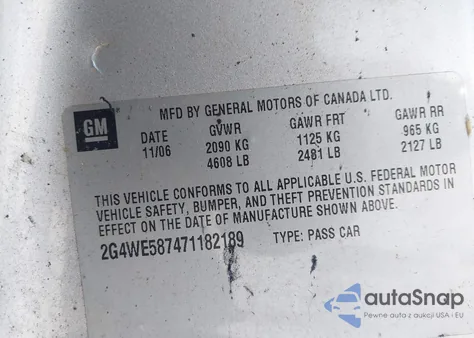 MFD BY GENERAL MOTORS OF CANADA LTD.
GM
DATE GVWR GAWR FRT GAWR RR
11/06 2090 KG 1125 KG 965 KG
4608 LB 2481 LB 2127 LB
THIS VEHICLE CONFORMS TO ALL APPLICABLE U.S. FEDERAL MOTOR
VEHICLE SAFETY, BUMPER, AND THEFT PREVENTION STANDARDS IN
EFFECT ON THE DATE OF MANUFACTURE SHOWN ABOVE.
2G4WE587471182189 TYPE: PASS CAR
autoSnap
Pewne auta z aukcji USA i EU